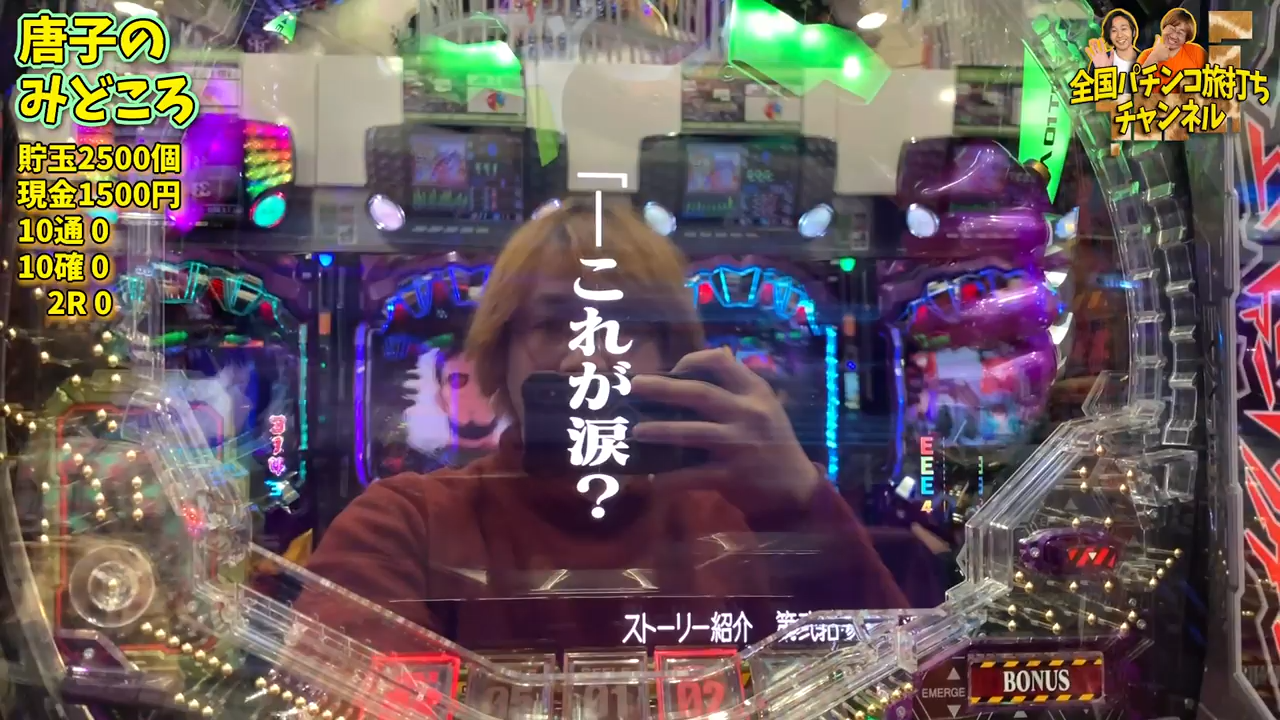 唐子の
みどころ
貯玉2500個
現金1500円
10通 0
10確 0
2R 0
全国パチンコ旅打ち
チャンネル
「―これが涙?
ストーリー紹介
EMERGE
BONUS
01
02